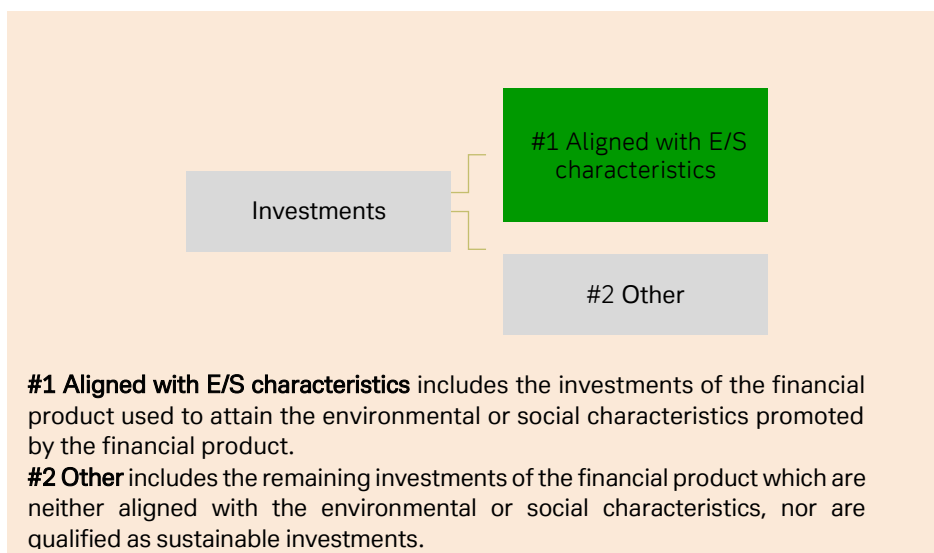 #1 Aligned with E/S
characteristics
Investments
#2 Other
#1 Aligned with E/S characteristics includes the investments of the financial
product used to attain the environmental or social characteristics promoted
by the financial product.
#2 Other includes the remaining investments of the financial product which are
neither aligned with the environmental or social characteristics, nor are
qualified as sustainable investments.